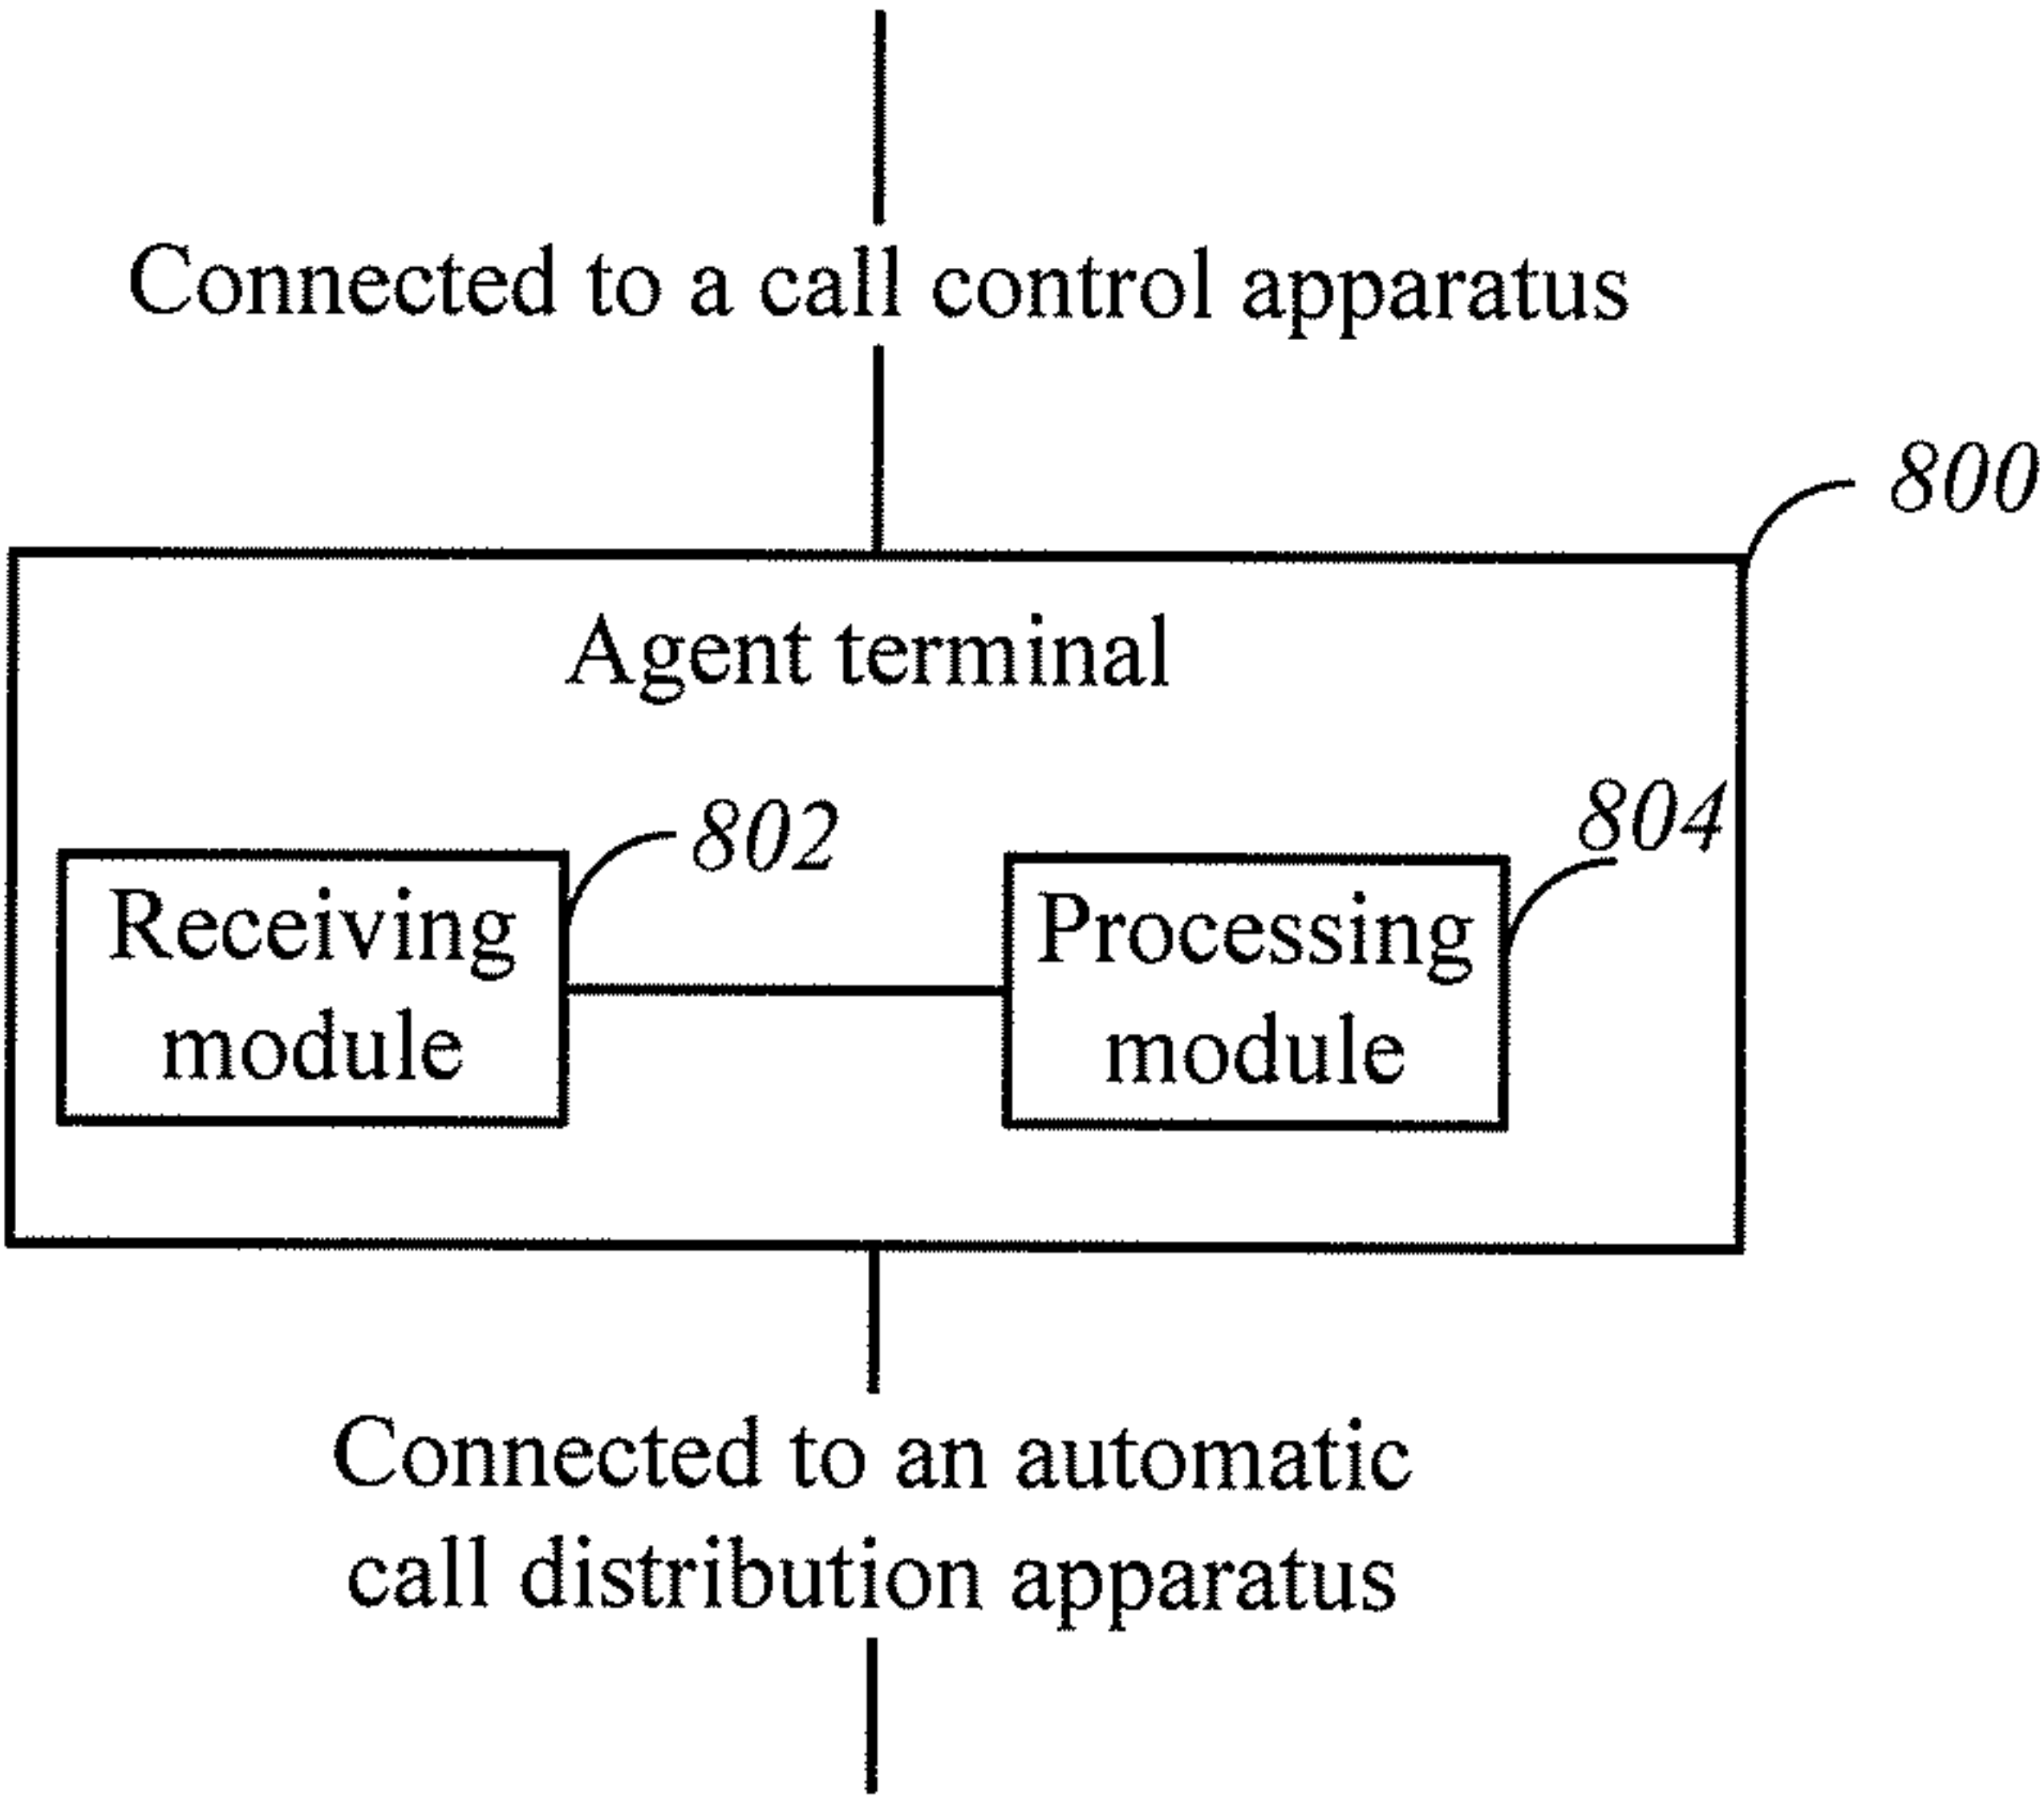 Connected to a call control apparatus
800
Agent terminal
802
804
Receiving
module
Processing
module
Connected to an automatic
call distribution apparatus